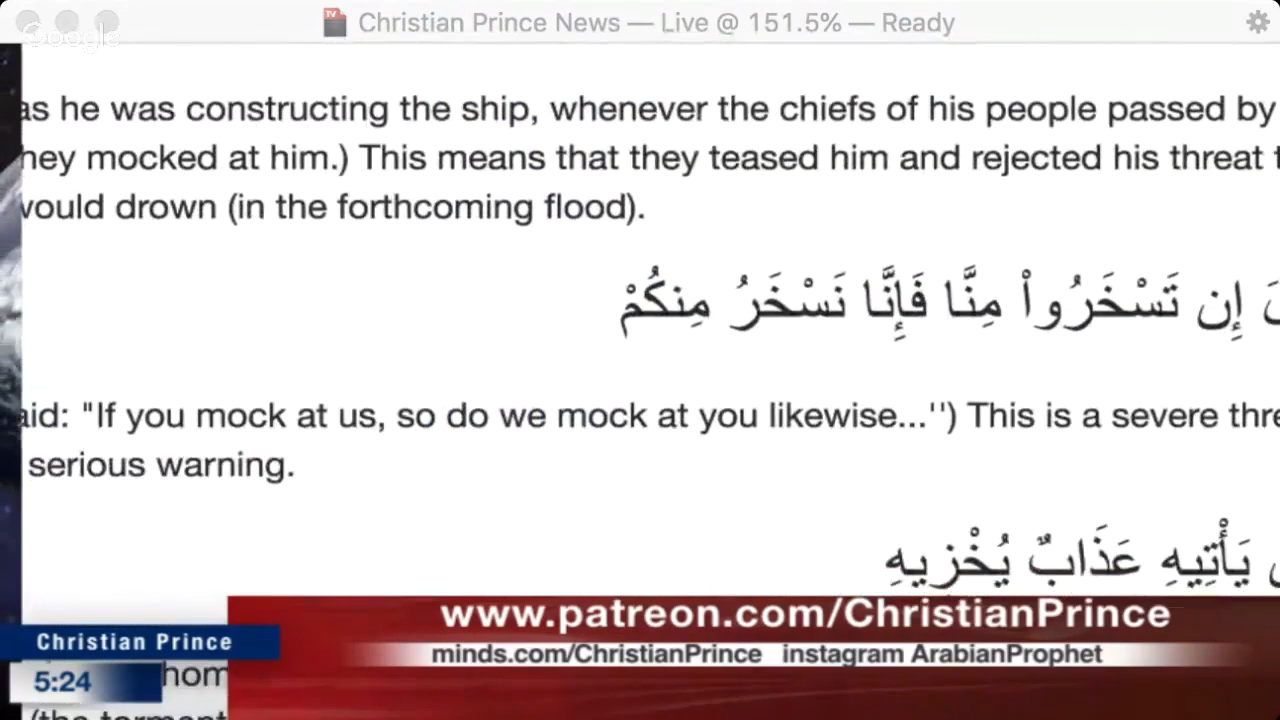 Christian Prince News — Live @ 151.5% — Ready
Google
as he was constructing the ship, whenever the chiefs of his people passed by
hey mocked at him.) This means that they teased him and rejected his threat t
would drown (in the forthcoming flood).
إِن تَسْخَرُواْ مِنَّا فَإِنَّا نَسْخَرُ مِنكُمْ
aid: "If you mock at us, so do we mock at you likewise...'') This is a severe thre
serious warning.
يَأْتِيهِ عَذَابٌ يُخْزِيهِ
www.patreon.com/ChristianPrince
Christian Prince
minds.com/ChristianPrince instagram ArabianProphet
5:24
hom
(the torment